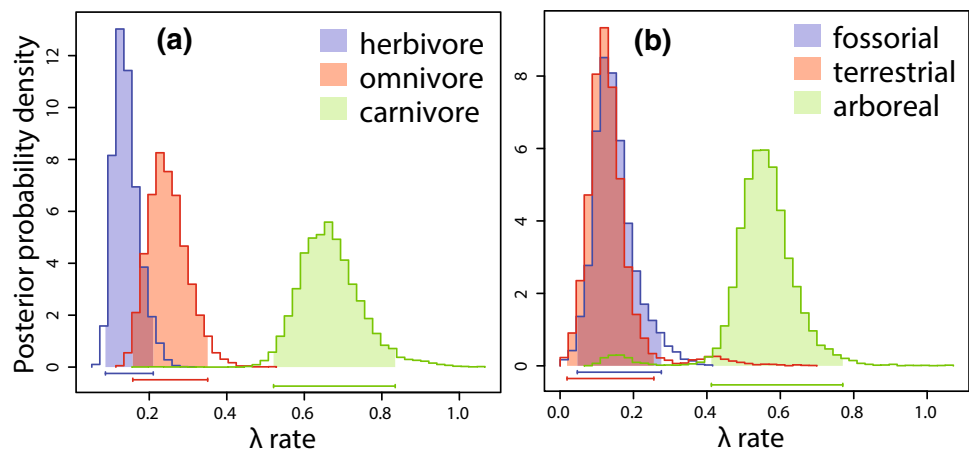 (a)
herbivore
omnivore
carnivore
Posterior probability density
12
10
8
6
4
2
0
0.2 0.4 0.6 0.8 1.0
λ rate
(b)
fossorial
terrestrial
arboreal
8
6
4
2
0
0.0 0.2 0.4 0.6 0.8 1.0
λ rate